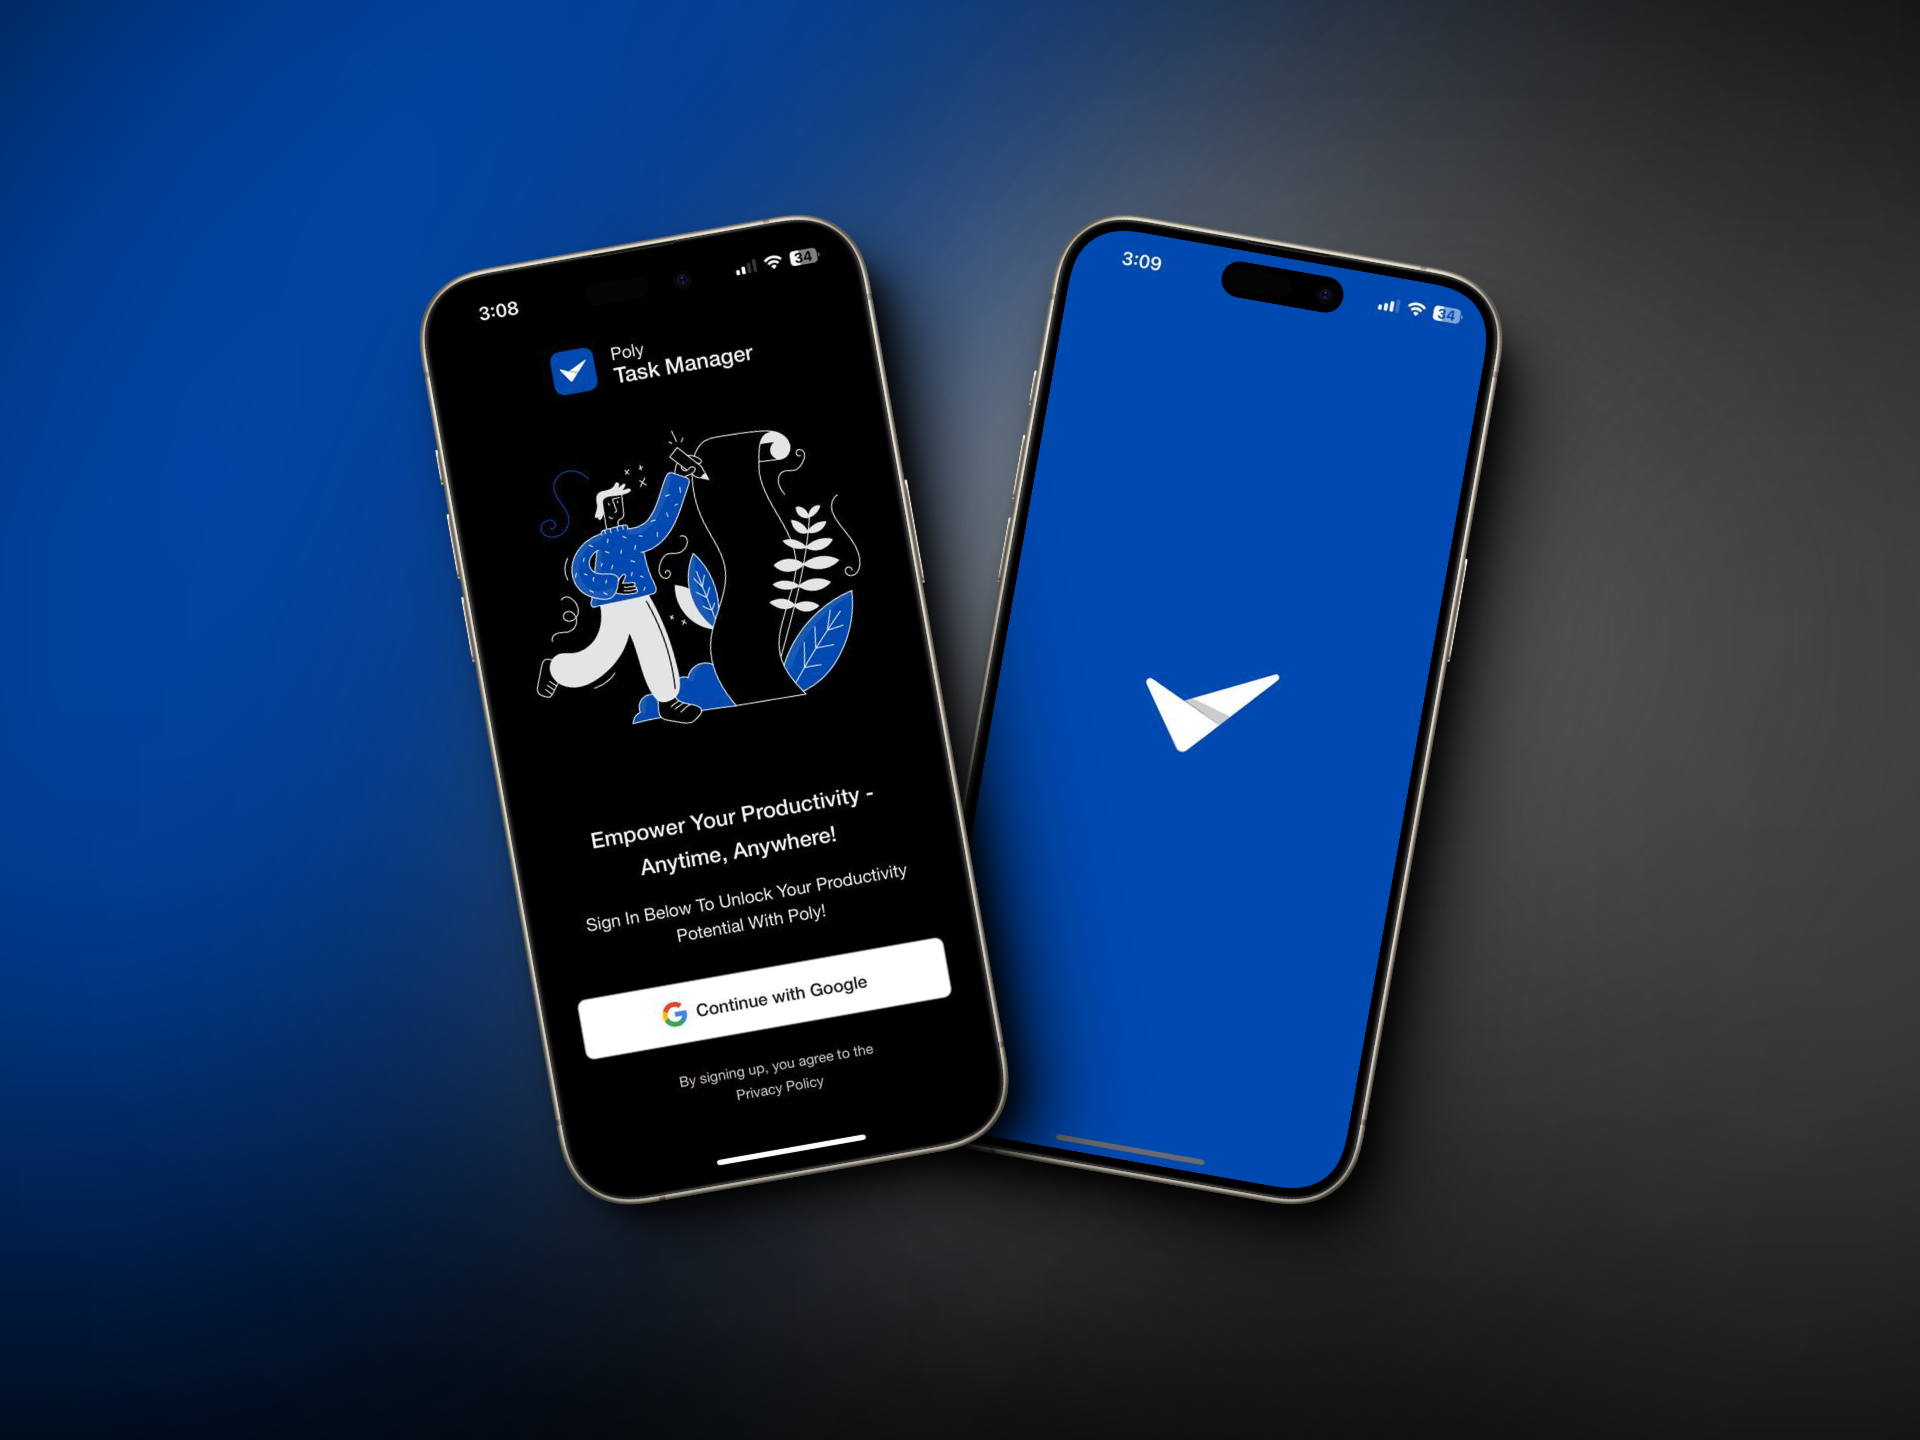 3:08
34
Poly
Task Manager
Empower Your Productivity -
Anytime, Anywhere!
Sign In Below To Unlock Your Productivity
Potential With Poly!
Continue with Google
By signing up, you agree to the
Privacy Policy
3:09
34